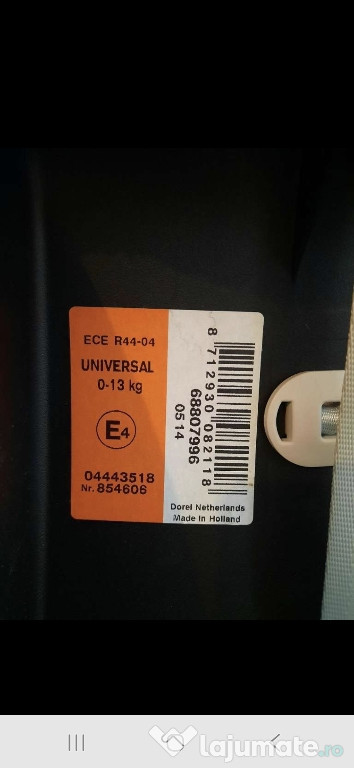 ECE R44-04
UNIVERSAL
0-13 kg
E4
04443518
Nr. 854606
8 712930 082118
68807996
0514
Dorel Netherlands
Made in Holland
lajumate.ro